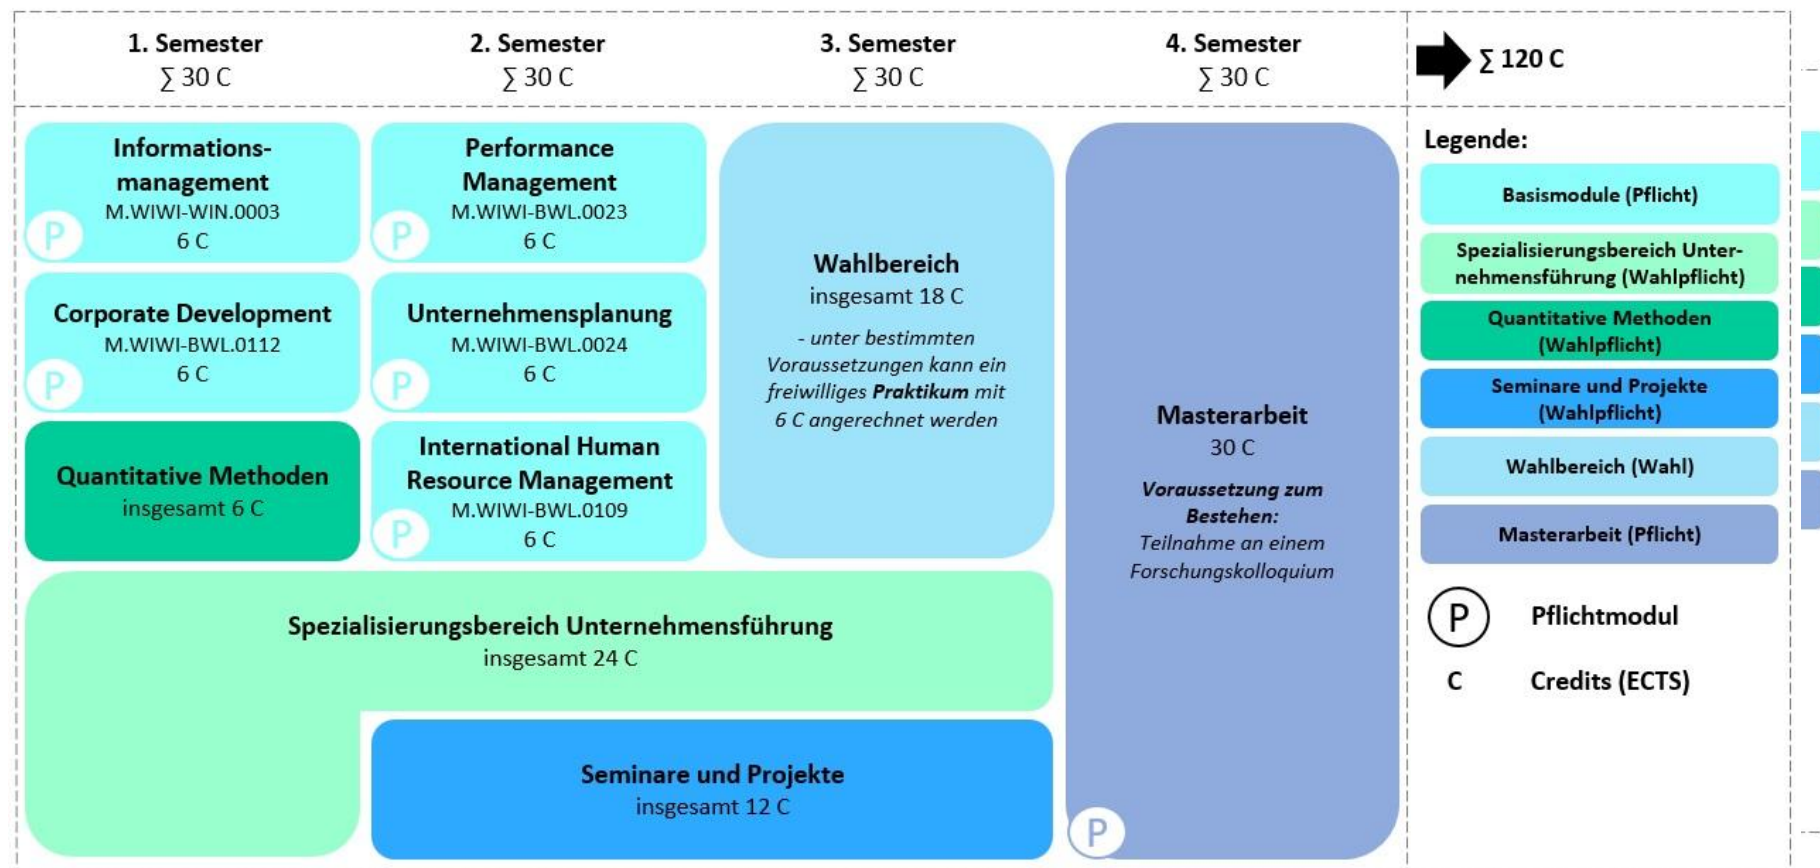 1. Semester
∑ 30 C
2. Semester
∑ 30 C
3. Semester
∑ 30 C
4. Semester
∑ 30 C
∑ 120 C
Informations-
management
M.WIWI-WIN.0003
6 C
P
Corporate Development
M.WIWI-BWL.0112
6 C
P
Quantitative Methoden
insgesamt 6 C
Performance
Management
M.WIWI-BWL.0023
6 C
P
Unternehmensplanung
M.WIWI-BWL.0024
6 C
P
International Human
Resource Management
M.WIWI-BWL.0109
6 C
P
Wahlbereich
insgesamt 18 C
- unter bestimmten
Voraussetzungen kann ein
freiwilliges Praktikum mit
6 C angerechnet werden
Spezialisierungsbereich Unternehmensführung
insgesamt 24 C
Seminare und Projekte
insgesamt 12 C
Masterarbeit
30 C
Voraussetzung zum
Bestehen:
Teilnahme an einem
Forschungskolloquium
P
Legende:
Basismodule (Pflicht)
Spezialisierungsbereich Unter-
nehmensführung (Wahlpflicht)
Quantitative Methoden
(Wahlpflicht)
Seminare und Projekte
(Wahlpflicht)
Wahlbereich (Wahl)
Masterarbeit (Pflicht)
P Pflichtmodul
C Credits (ECTS)